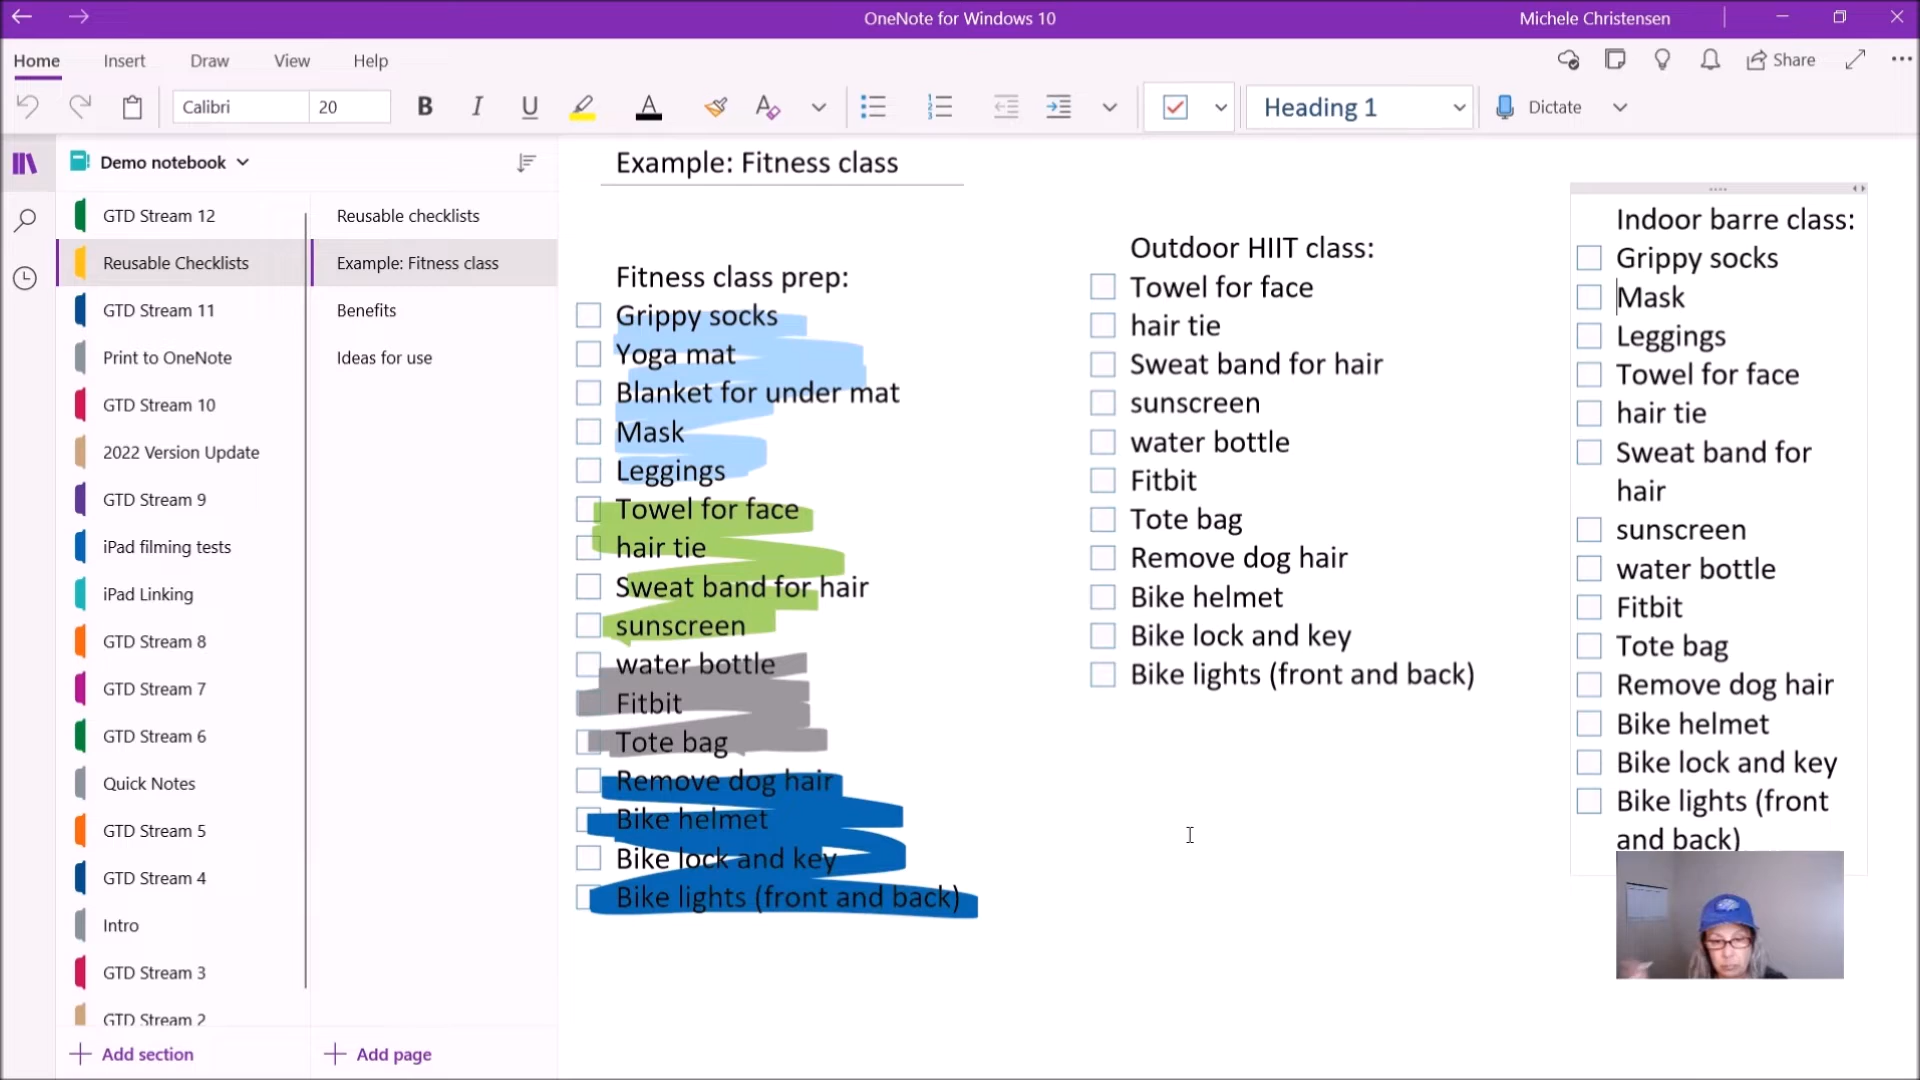 OneNote for Windows 10
Michele Christensen
Home
Insert
Draw
View
Help
Share
Calibri
20
B
I
U
A
A
Heading 1
Dictate
Demo notebook
GTD Stream 12
Reusable Checklists
GTD Stream 11
Print to OneNote
GTD Stream 10
2022 Version Update
GTD Stream 9
iPad filming tests
iPad Linking
GTD Stream 8
GTD Stream 7
GTD Stream 6
Quick Notes
GTD Stream 5
GTD Stream 4
Intro
GTD Stream 3
GTD Stream 2
Add section
Reusable checklists
Example: Fitness class
Benefits
Ideas for use
Add page
Example: Fitness class
Fitness class prep:
Grippy socks
Yoga mat
Blanket for under mat
Mask
Leggings
Towel for face
hair tie
Sweat band for hair
sunscreen
water bottle
Fitbit
Tote bag
Remove dog hair
Bike helmet
Bike lock and key
Bike lights (front and back)
Outdoor HIIT class:
Towel for face
hair tie
Sweat band for hair
sunscreen
water bottle
Fitbit
Tote bag
Remove dog hair
Bike helmet
Bike lock and key
Bike lights (front and back)
Indoor barre class:
Grippy socks
Mask
Leggings
Towel for face
hair tie
Sweat band for
hair
sunscreen
water bottle
Fitbit
Tote bag
Remove dog hair
Bike helmet
Bike lock and key
Bike lights (front
and back)